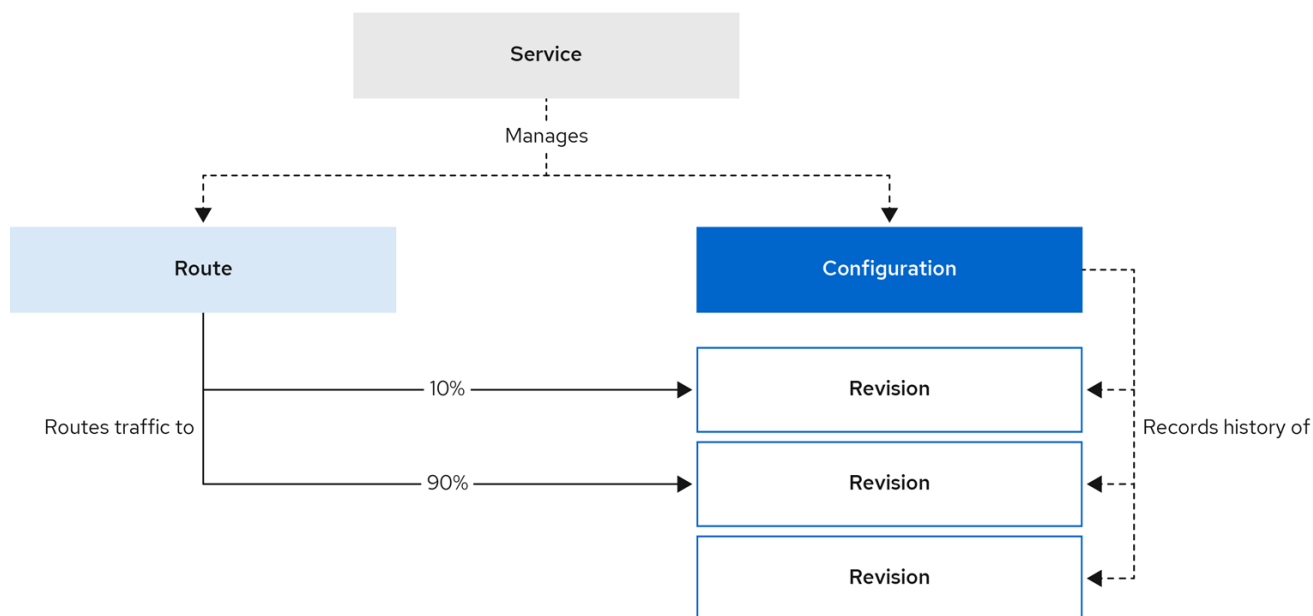 Service
Manages
Route
Configuration
10%
Revision
Routes traffic to
Records history of
90%
Revision
Revision